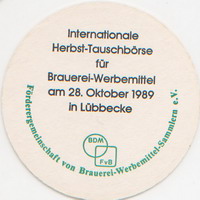 Internationale
Herbst-Tauschbörse
für
Brauerei-Werbemittel
am 28. Oktober 1989
in Lübbecke
BDM
FvB
Fördergemeinschaft von Brauerei-Werbemittel-Sammlern e.V.